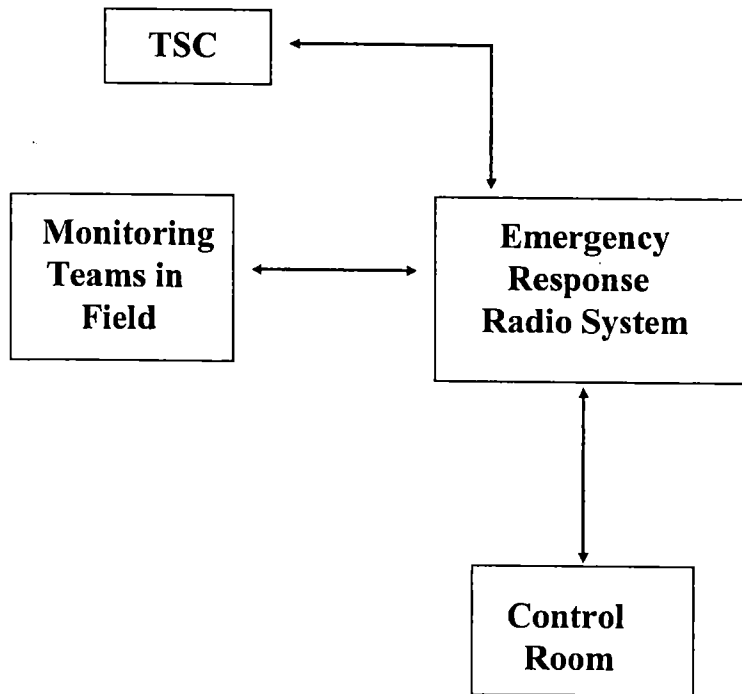 TSC
Monitoring
Teams in
Field
Emergency
Response
Radio System
Control
Room